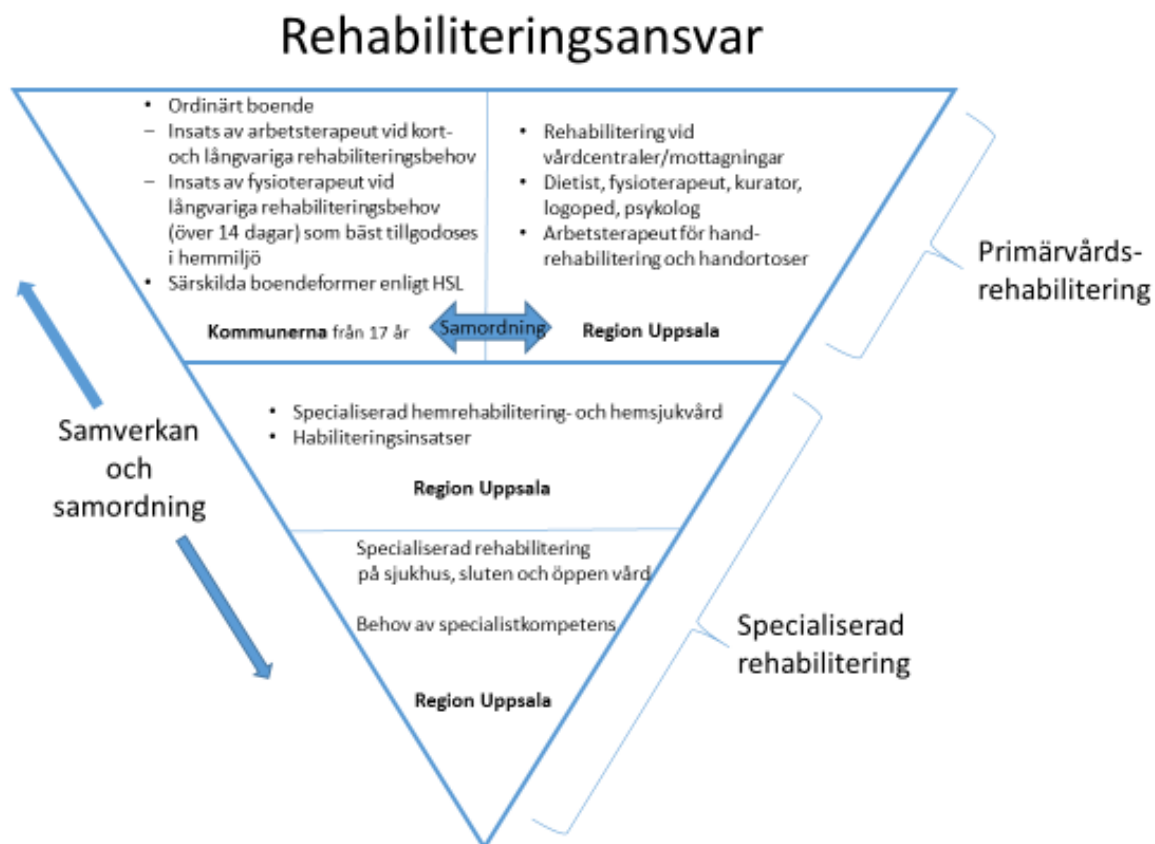 Rehabiliteringsansvar
• Ordinärt boende
– Insats av arbetsterapeut vid kort-
och långvariga rehabiliteringsbehov
– Insats av fysioterapeut vid
långvariga rehabiliteringsbehov
(över 14 dagar) som bäst tillgodoses
i hemmiljö
• Särskilda boendeformer enligt HSL
Kommunerna från 17 år
Samordning
• Rehabilitering vid
vårdcentraler/mottagningar
• Dietist, fysioterapeut, kurator,
logoped, psykolog
• Arbetsterapeut för hand-
rehabilitering och handortoser
Region Uppsala
Primärvårds-
rehabilitering
• Specialiserad hemrehabilitering- och hemsjukvård
• Habiliteringsinsatser
Region Uppsala
Samverkan
och
samordning
Specialiserad rehabilitering
på sjukhus, sluten och öppen vård
Behov av specialistkompetens
Region Uppsala
Specialiserad
rehabilitering